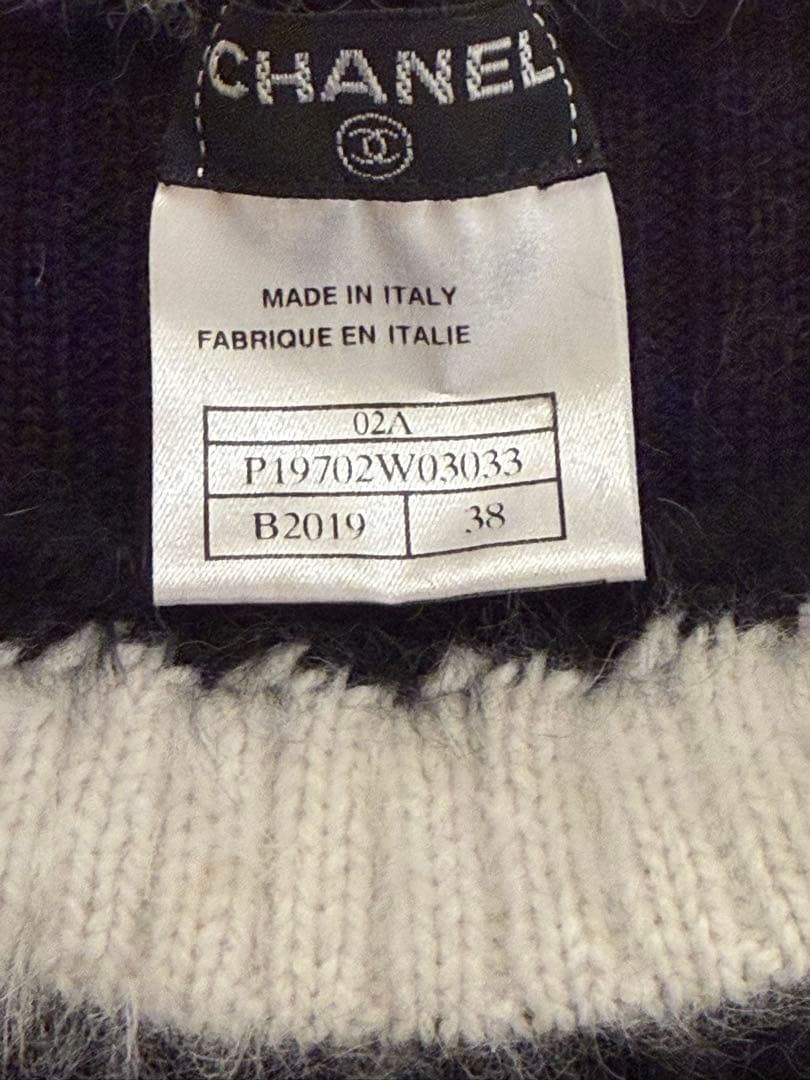 CHANEL
MADE IN ITALY
FABRIQUE EN ITALIE
02A
P19702W03033
B2019 38